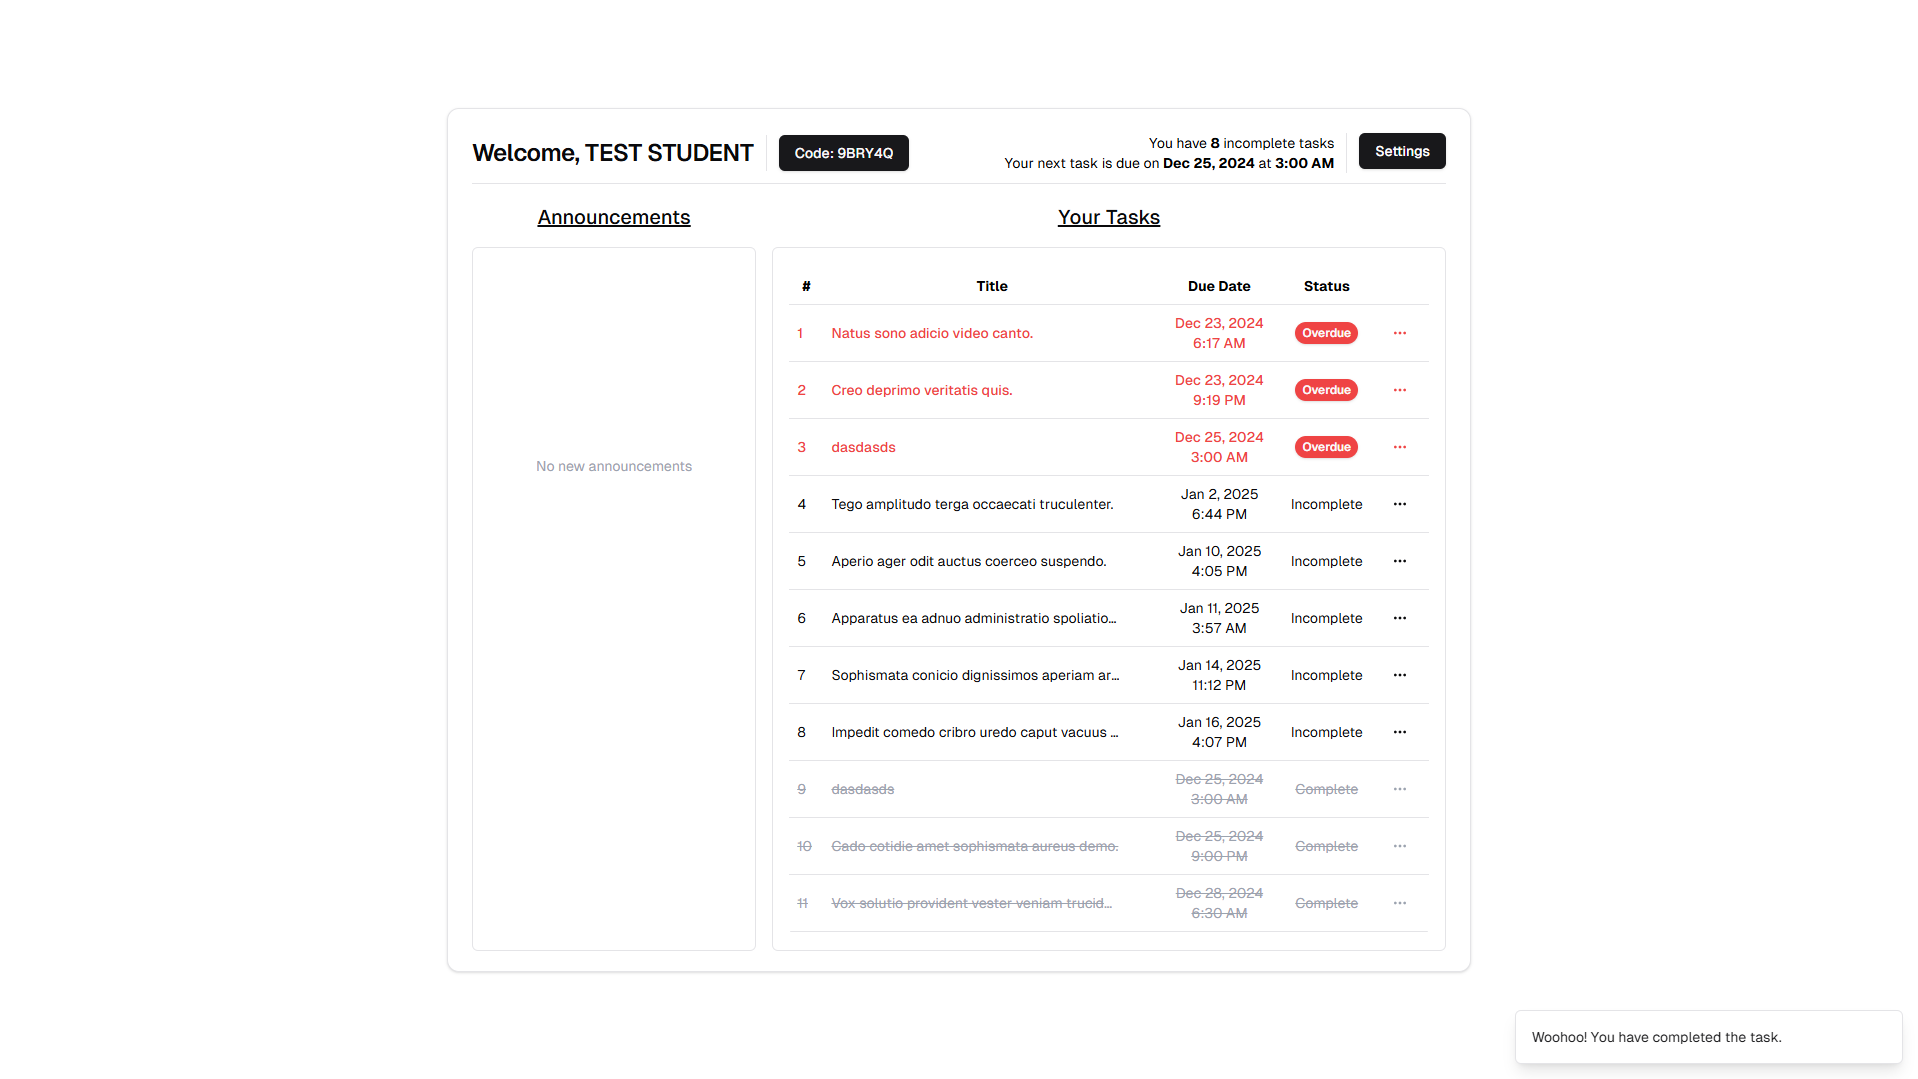 Welcome, TEST STUDENT
Code: 9BRY4Q
You have 8 incomplete tasks
Your next task is due on Dec 25, 2024 at 3:00 AM
Settings
Announcements
No new announcements
Your Tasks
# Title Due Date Status
1 Natus sono adicio video canto. Dec 23, 2024 6:17 AM Overdue ···
2 Creo deprimo veritatis quis. Dec 23, 2024 9:19 PM Overdue ···
3 dasdasds Dec 25, 2024 3:00 AM Overdue ···
4 Tego amplitudo terga occaecati truculenter. Jan 2, 2025 6:44 PM Incomplete ···
5 Aperio ager odit auctus coerceo suspendo. Jan 10, 2025 4:05 PM Incomplete ···
6 Apparatus ea adnuo administratio spoliatio... Jan 11, 2025 3:57 AM Incomplete ···
7 Sophismata conicio dignissimos aperiam ar... Jan 14, 2025 11:12 PM Incomplete ···
8 Impedit comedo cribro uredo caput vacuus ... Jan 16, 2025 4:07 PM Incomplete ···
9 dasdasds Dec 25, 2024 3:00 AM Complete ···
10 Cado cotidie amet sophismata aureus demo. Dec 25, 2024 9:00 PM Complete ···
11 Vox solutio provident vester veniam trucid... Dec 28, 2024 6:30 AM Complete ···
Woohoo! You have completed the task.